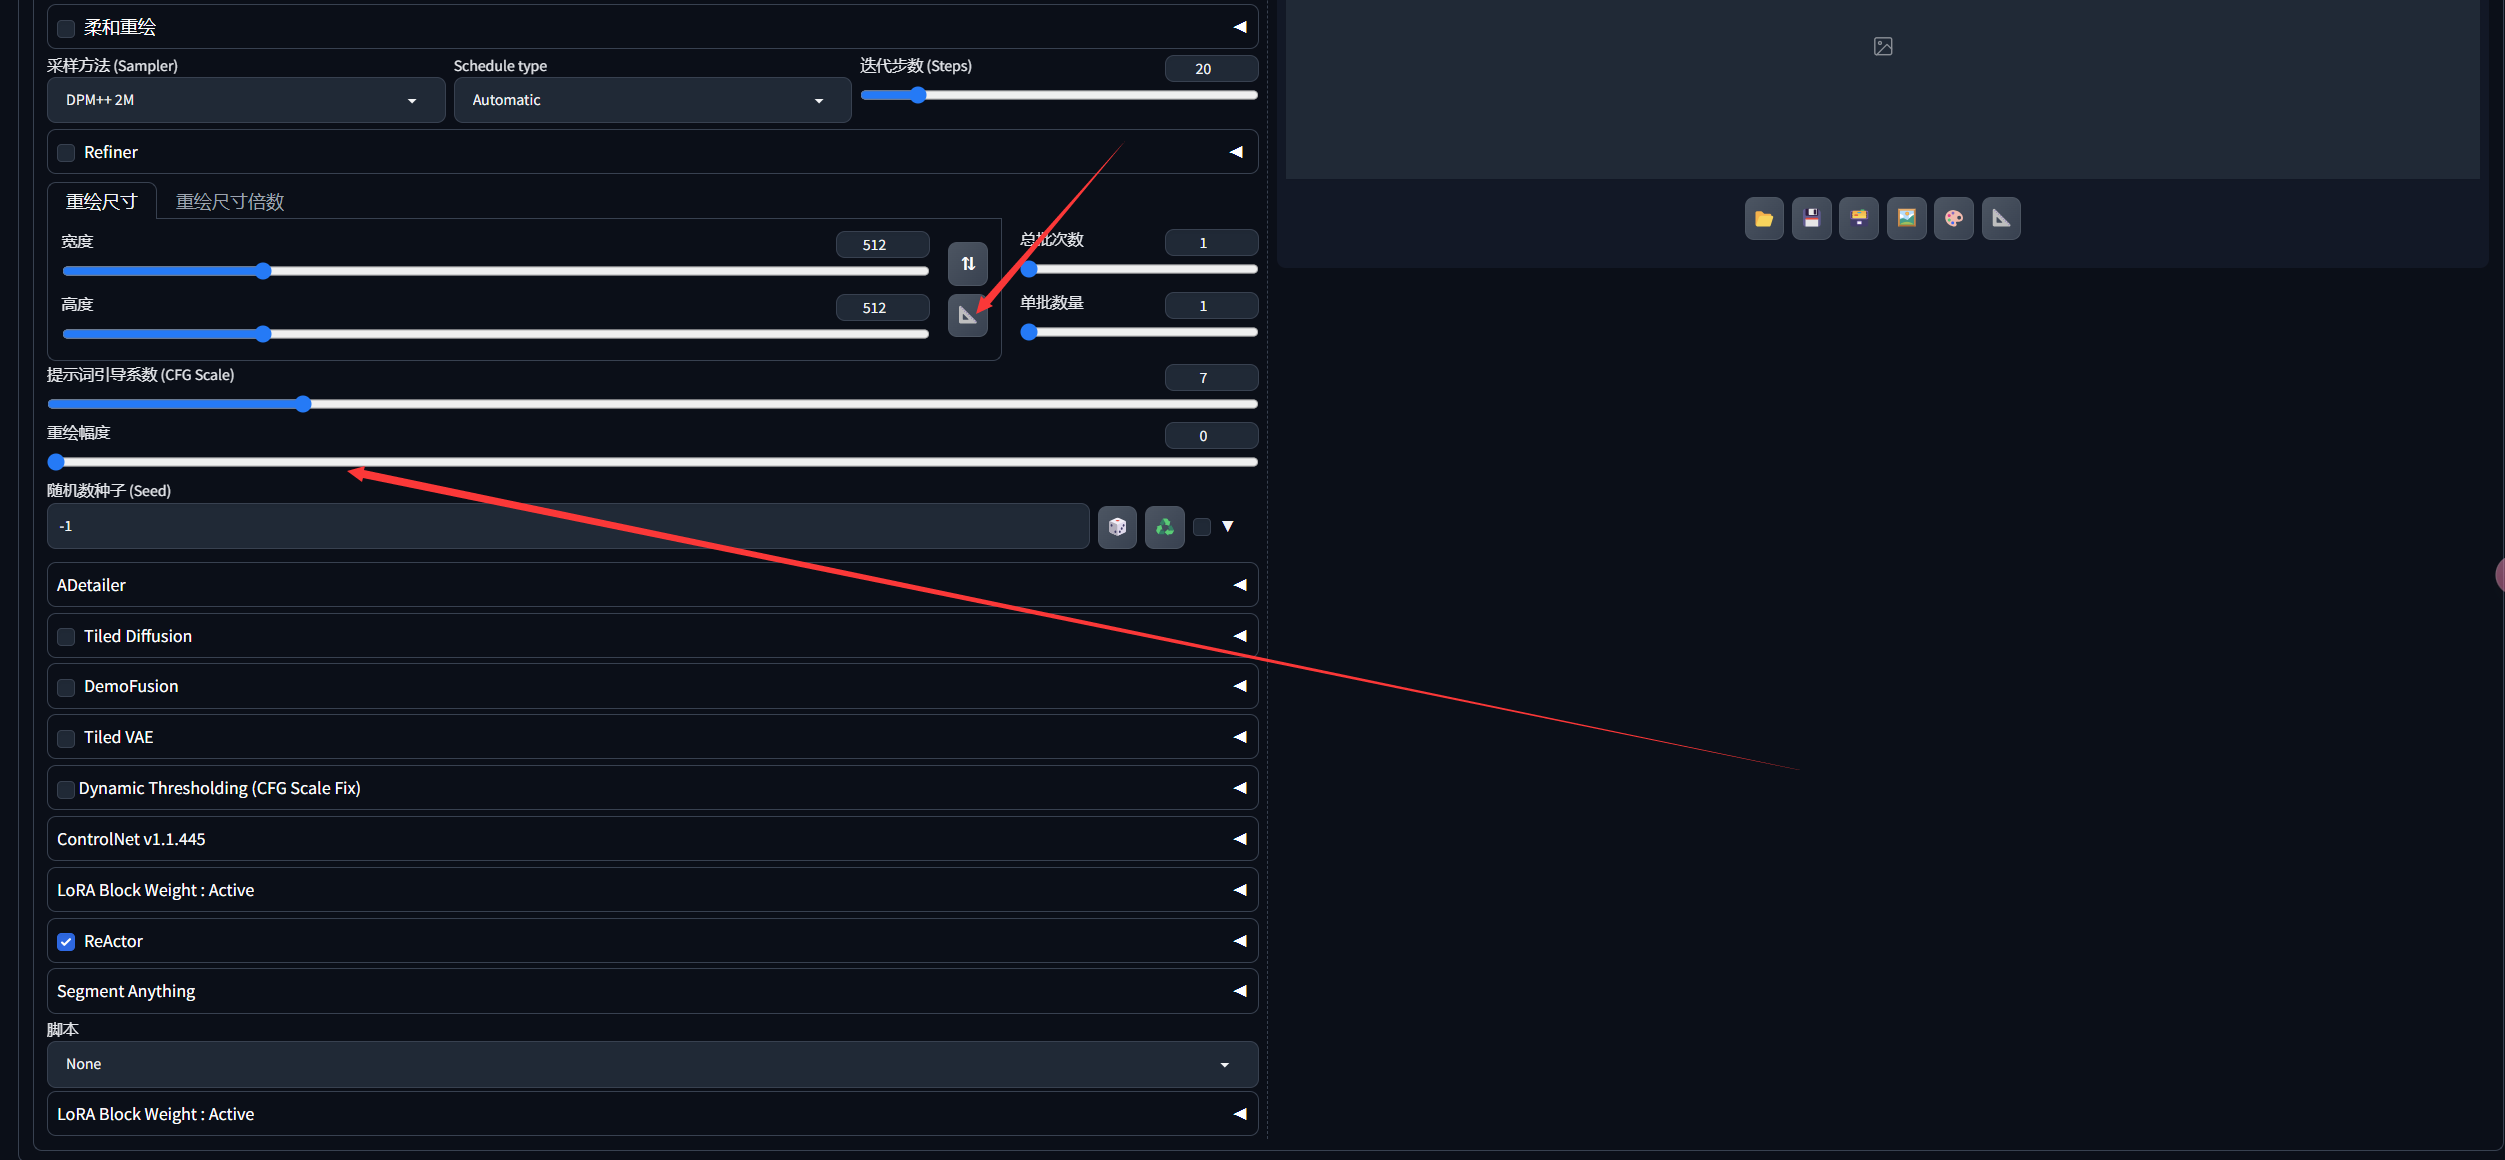 柔和重绘
采样方法 (Sampler)
Schedule type
迭代步数 (Steps)
20
DPM++ 2M
Automatic
Refiner
重绘尺寸
重绘尺寸倍数
宽度
512
总批次数
1
高度
512
单批数量
1
提示词引导系数 (CFG Scale)
7
重绘幅度
0
随机数种子 (Seed)
-1
ADetailer
Tiled Diffusion
DemoFusion
Tiled VAE
Dynamic Thresholding (CFG Scale Fix)
ControlNet v1.1.445
LoRA Block Weight : Active
ReActor
Segment Anything
脚本
None
LoRA Block Weight : Active